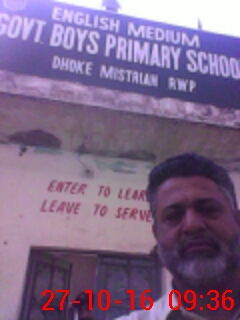 ENGLISH MEDIUM
GOVT. BOYS PRIMARY SCHOOL
DHOKE MISTRIAN RWP
ENTER TO LEAR
LEAVE TO SERVE
27-10-16 09:36